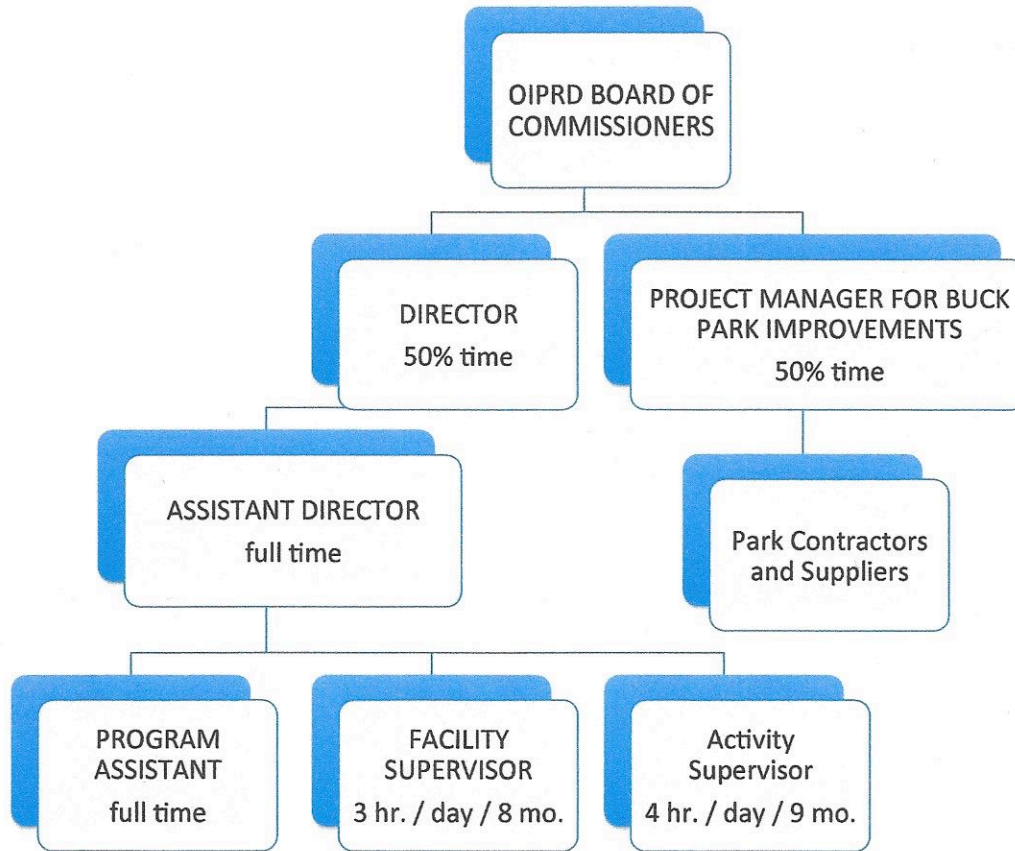 OIPRD BOARD OF
COMMISSIONERS
DIRECTOR
50% time
PROJECT MANAGER FOR BUCK
PARK IMPROVEMENTS
50% time
ASSISTANT DIRECTOR
full time
Park Contractors
and Suppliers
PROGRAM
ASSISTANT
full time
FACILITY
SUPERVISOR
3 hr. / day / 8 mo.
Activity
Supervisor
4 hr. / day / 9 mo.